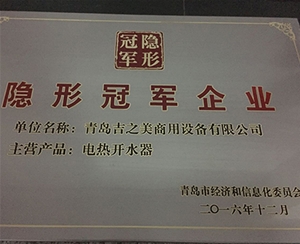 隐形
冠军
隐形冠军企业
单位名称：青岛吉之美商用设备有限公司
主营产品：电热开水器
青岛市经济和信息化委员会
二〇一六年十二月